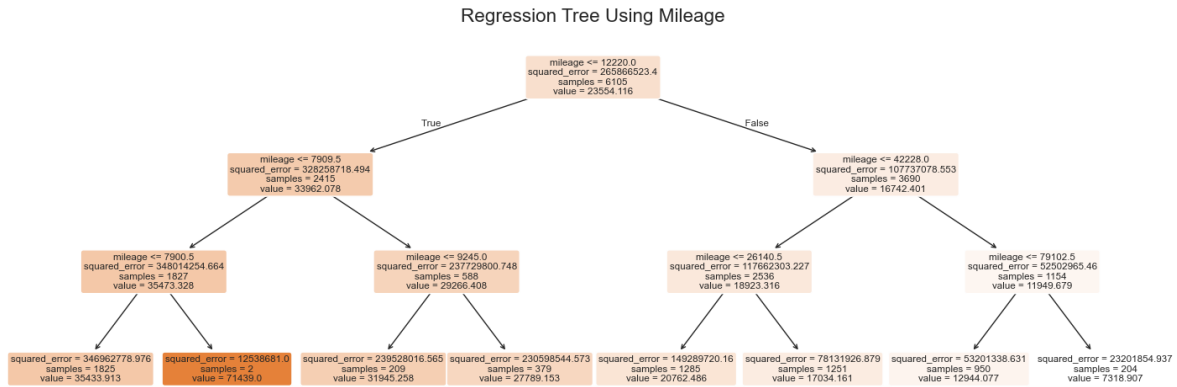 Regression Tree Using Mileage
mileage <= 12220.0
squared_error = 265866523.4
samples = 6105
value = 23554.116
True
False
mileage <= 7909.5
squared_error = 328258718.494
samples = 2415
value = 33962.078
mileage <= 42228.0
squared_error = 107737078.553
samples = 3690
value = 16742.401
mileage <= 7900.5
squared_error = 348014254.664
samples = 1827
value = 35473.328
mileage <= 9245.0
squared_error = 237729800.748
samples = 588
value = 29266.408
mileage <= 26140.5
squared_error = 117662303.227
samples = 2536
value = 18923.316
mileage <= 79102.5
squared_error = 52502965.46
samples = 1154
value = 11949.679
squared_error = 346962778.976
samples = 1825
value = 35433.913
squared_error = 12538681.0
samples = 2
value = 71439.0
squared_error = 239528016.565
samples = 209
value = 31945.258
squared_error = 230598544.573
samples = 379
value = 27789.153
squared_error = 149289720.16
samples = 1285
value = 20762.486
squared_error = 78131926.879
samples = 1251
value = 17034.161
squared_error = 53201338.631
samples = 950
value = 12944.077
squared_error = 23201854.937
samples = 204
value = 7318.907